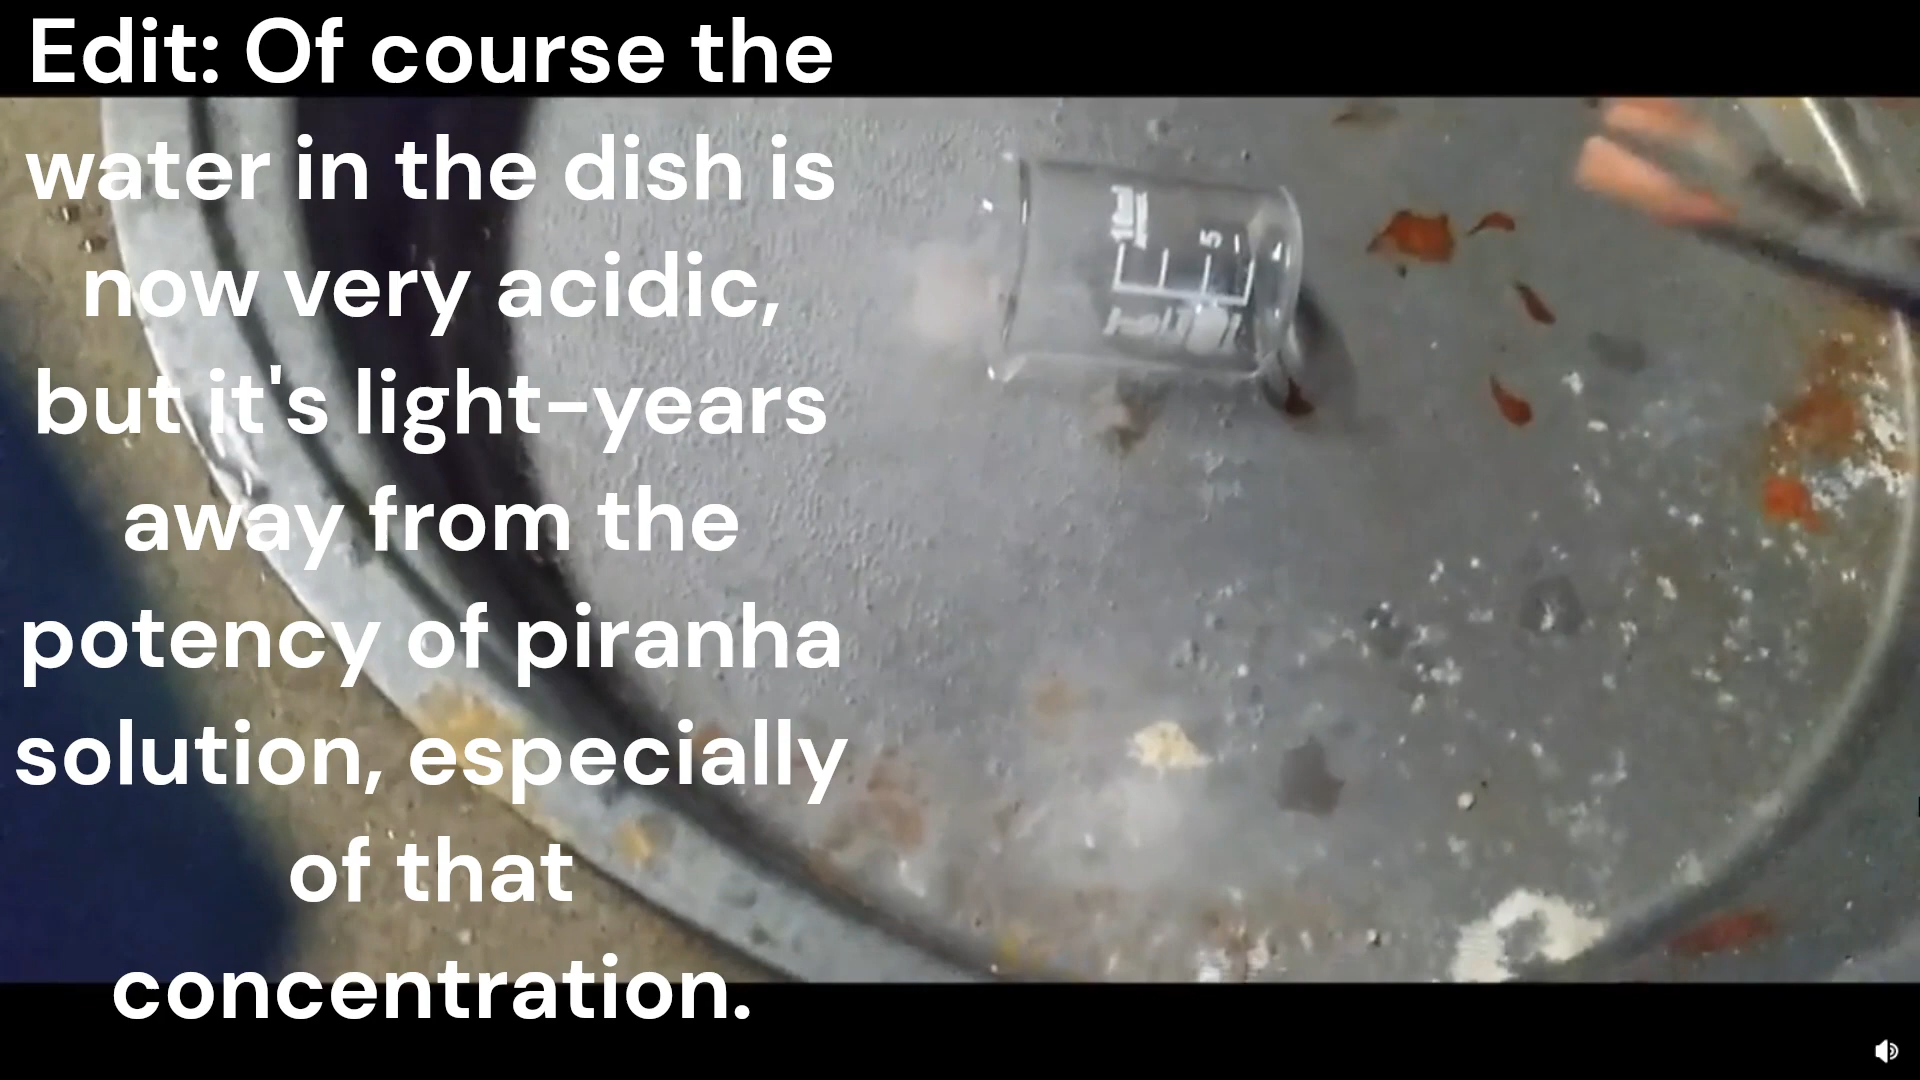 Edit: Of course the
water in the dish is
now very acidic,
but it's light-years
away from the
potency of piranha
solution, especially
of that
concentration.
5